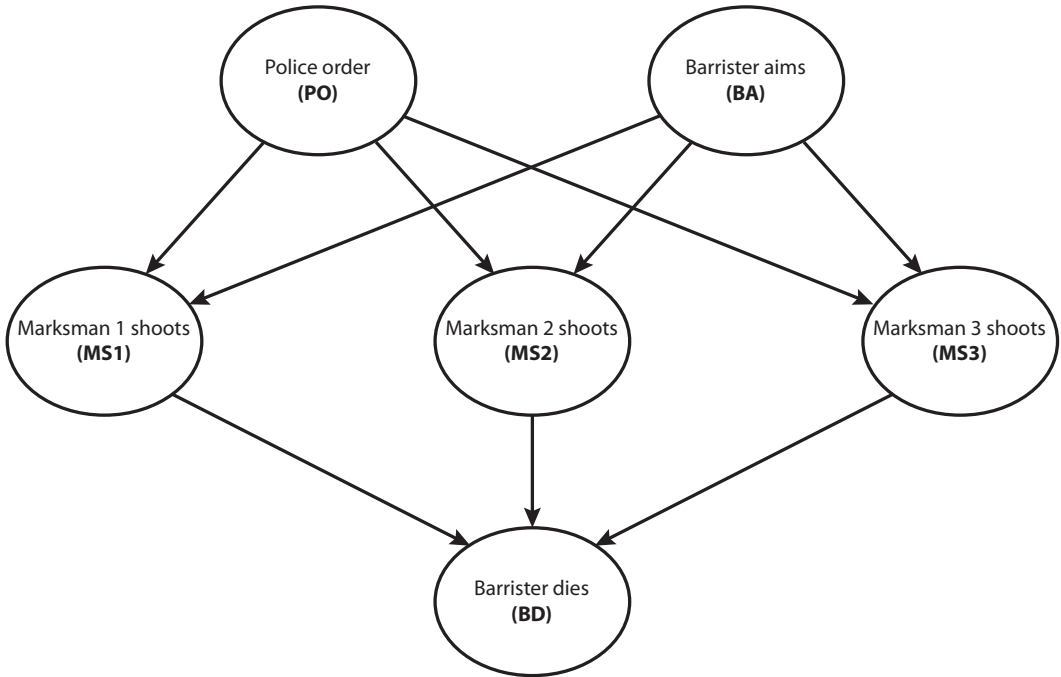 Police order
(PO)
Barrister aims
(BA)
Marksman 1 shoots
(MS1)
Marksman 2 shoots
(MS2)
Marksman 3 shoots
(MS3)
Barrister dies
(BD)